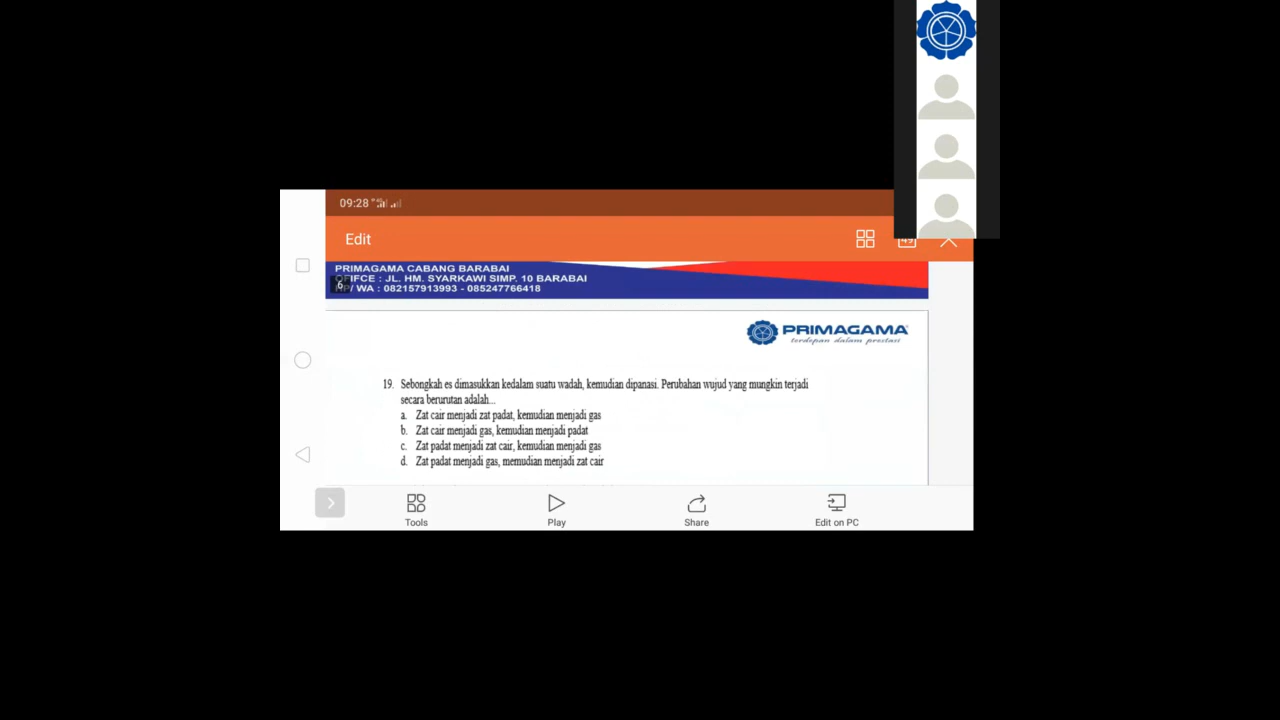 09:28
Edit
49
PRIMAGAMA CABANG BARABAI
OFIFCE : JL. HM. SYARKAWI SIMP. 10 BARABAI
6
/ WA : 082157913993 - 085247766418
PRIMAGAMA
terdepan dalam prestasi
19. Sebongkah es dimasukkan kedalam suatu wadah, kemudian dipanasi. Perubahan wujud yang mungkin terjadi
secara berurutan adalah...
a. Zat cair menjadi zat padat, kemudian menjadi gas
b. Zat cair menjadi gas, kemudian menjadi padat
c. Zat padat menjadi zat cair, kemudian menjadi gas
d. Zat padat menjadi gas, memudian menjadi zat cair
Tools
Play
Share
Edit on PC